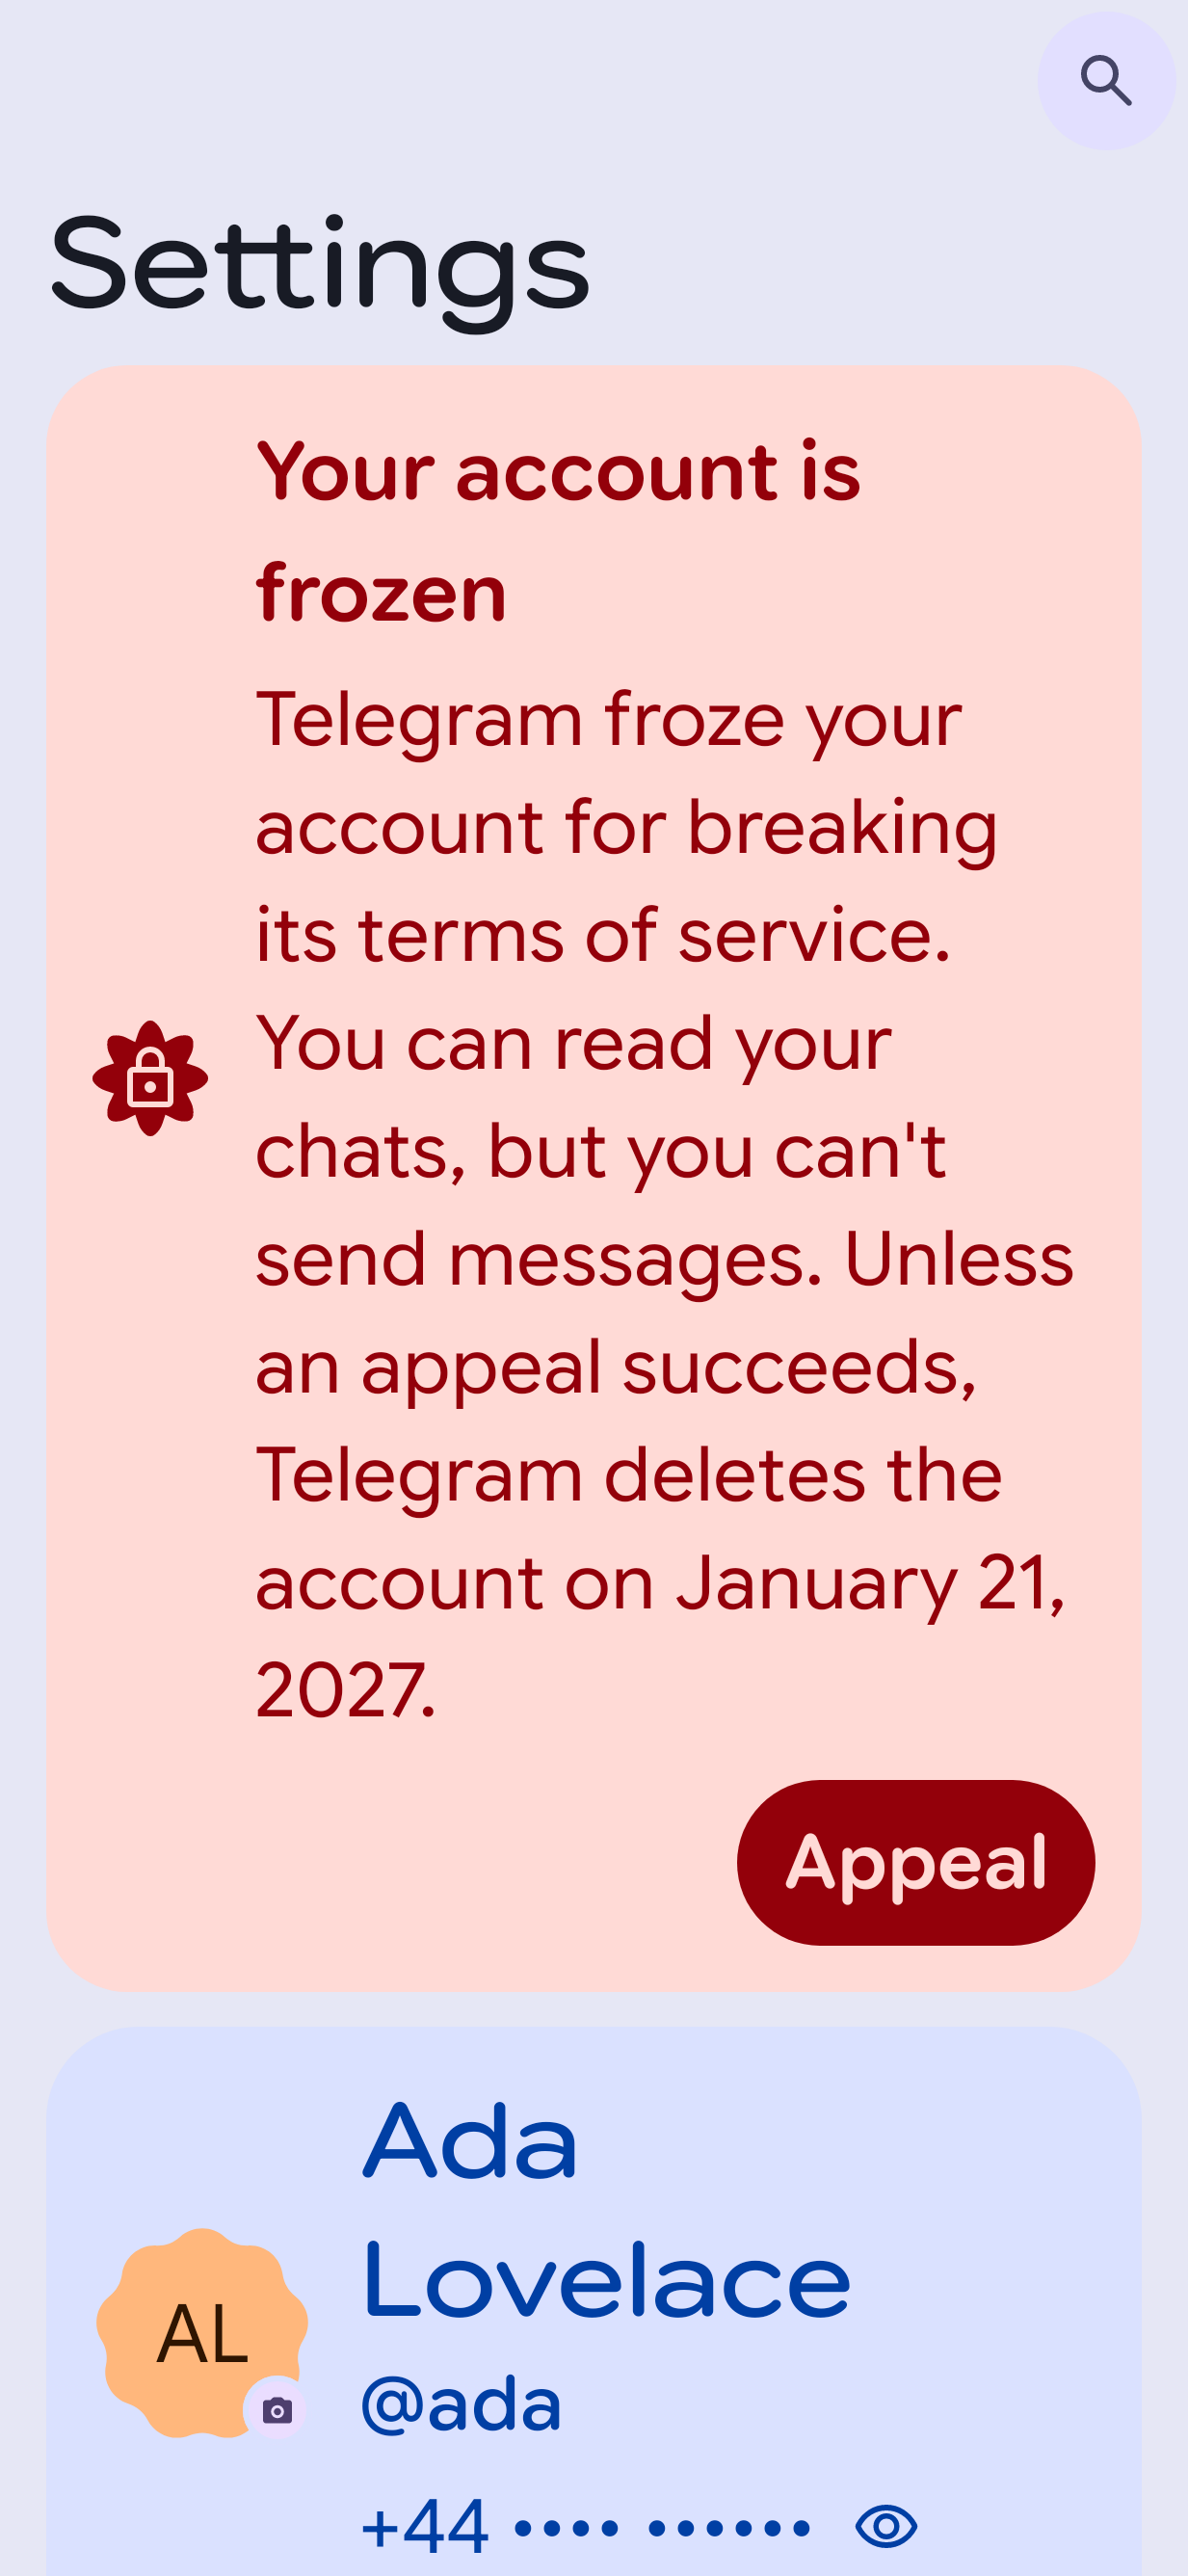 Settings
Your account is
frozen
Telegram froze your
account for breaking
its terms of service.
You can read your
chats, but you can't
send messages. Unless
an appeal succeeds,
Telegram deletes the
account on January 21,
2027.
Appeal
Ada
Lovelace
AL
@ada
+44 •••• ••••••